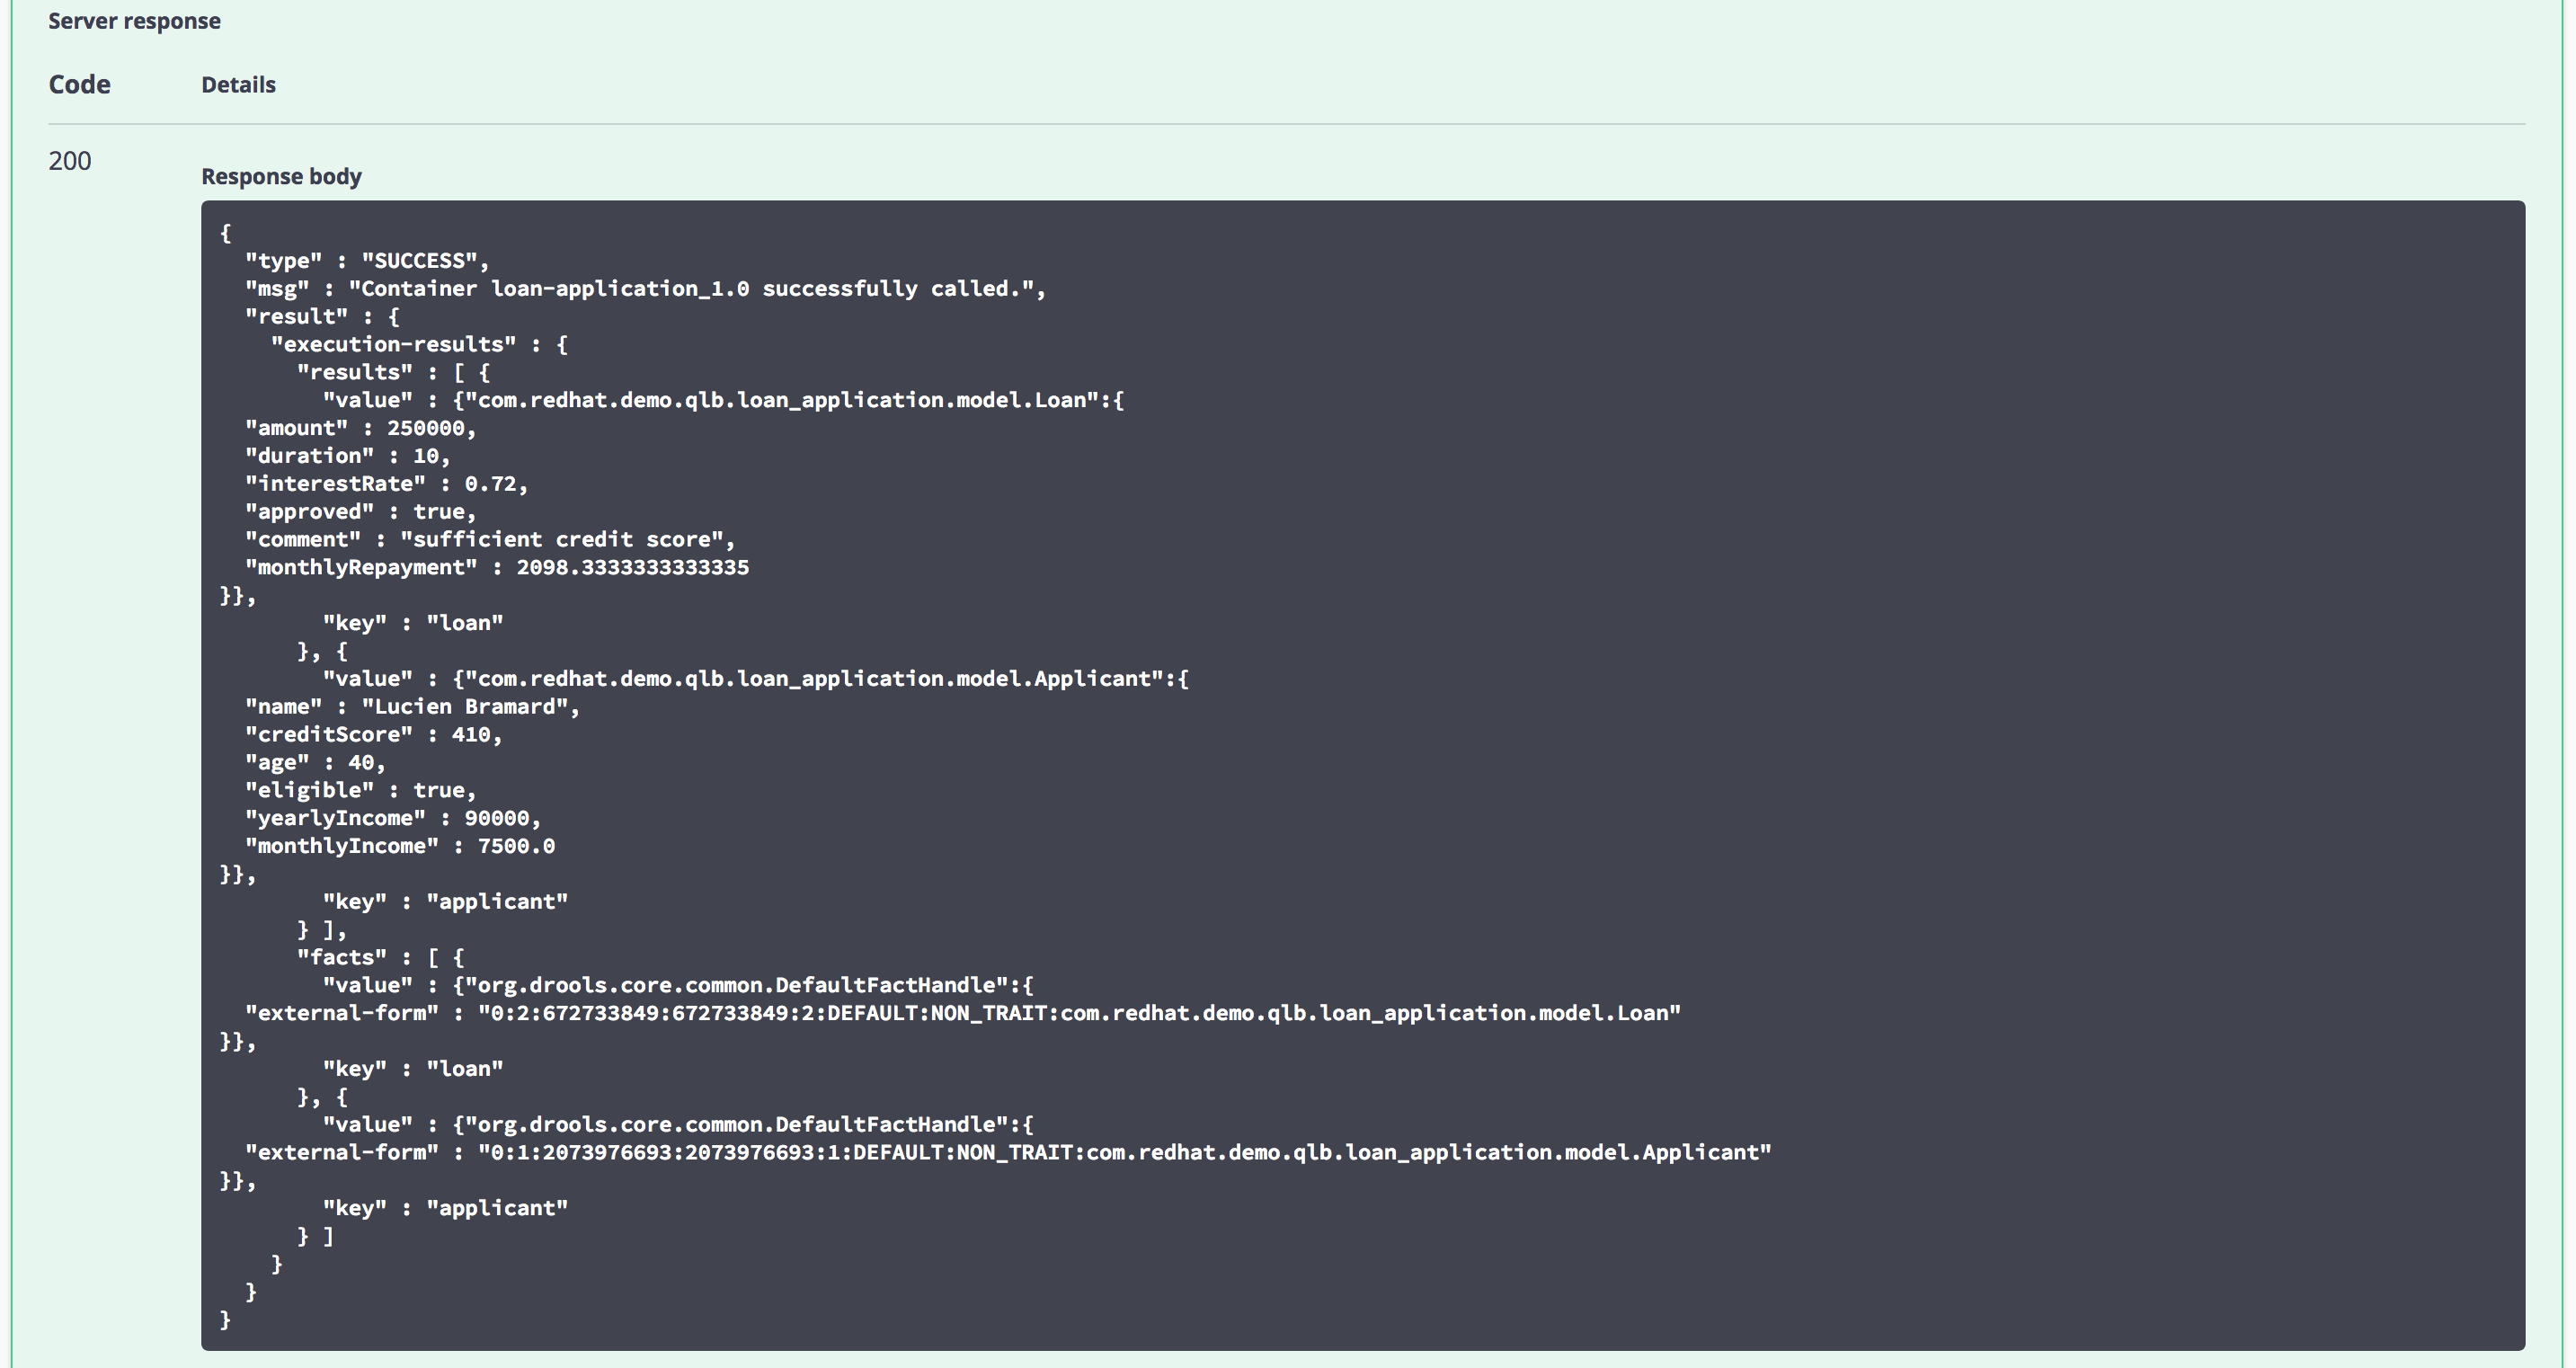 Server response
Code Details
200
Response body
{
  "type" : "SUCCESS",
  "msg" : "Container loan-application_1.0 successfully called.",
  "result" : {
    "execution-results" : {
      "results" : [ {
        "value" : {"com.redhat.demo.qlb.loan_application.model.Loan":{
  "amount" : 250000,
  "duration" : 10,
  "interestRate" : 0.72,
  "approved" : true,
  "comment" : "sufficient credit score",
  "monthlyRepayment" : 2098.3333333333335
}},
        "key" : "loan"
      }, {
        "value" : {"com.redhat.demo.qlb.loan_application.model.Applicant":{
  "name" : "Lucien Bramard",
  "creditScore" : 410,
  "age" : 40,
  "eligible" : true,
  "yearlyIncome" : 90000,
  "monthlyIncome" : 7500.0
}},
        "key" : "applicant"
      } ],
      "facts" : [ {
        "value" : {"org.drools.core.common.DefaultFactHandle":{
  "external-form" : "0:2:672733849:672733849:2:DEFAULT:NON_TRAIT:com.redhat.demo.qlb.loan_application.model.Loan"
}},
        "key" : "loan"
      }, {
        "value" : {"org.drools.core.common.DefaultFactHandle":{
  "external-form" : "0:1:2073976693:2073976693:1:DEFAULT:NON_TRAIT:com.redhat.demo.qlb.loan_application.model.Applicant"
}},
        "key" : "applicant"
      } ]
    }
  }
}